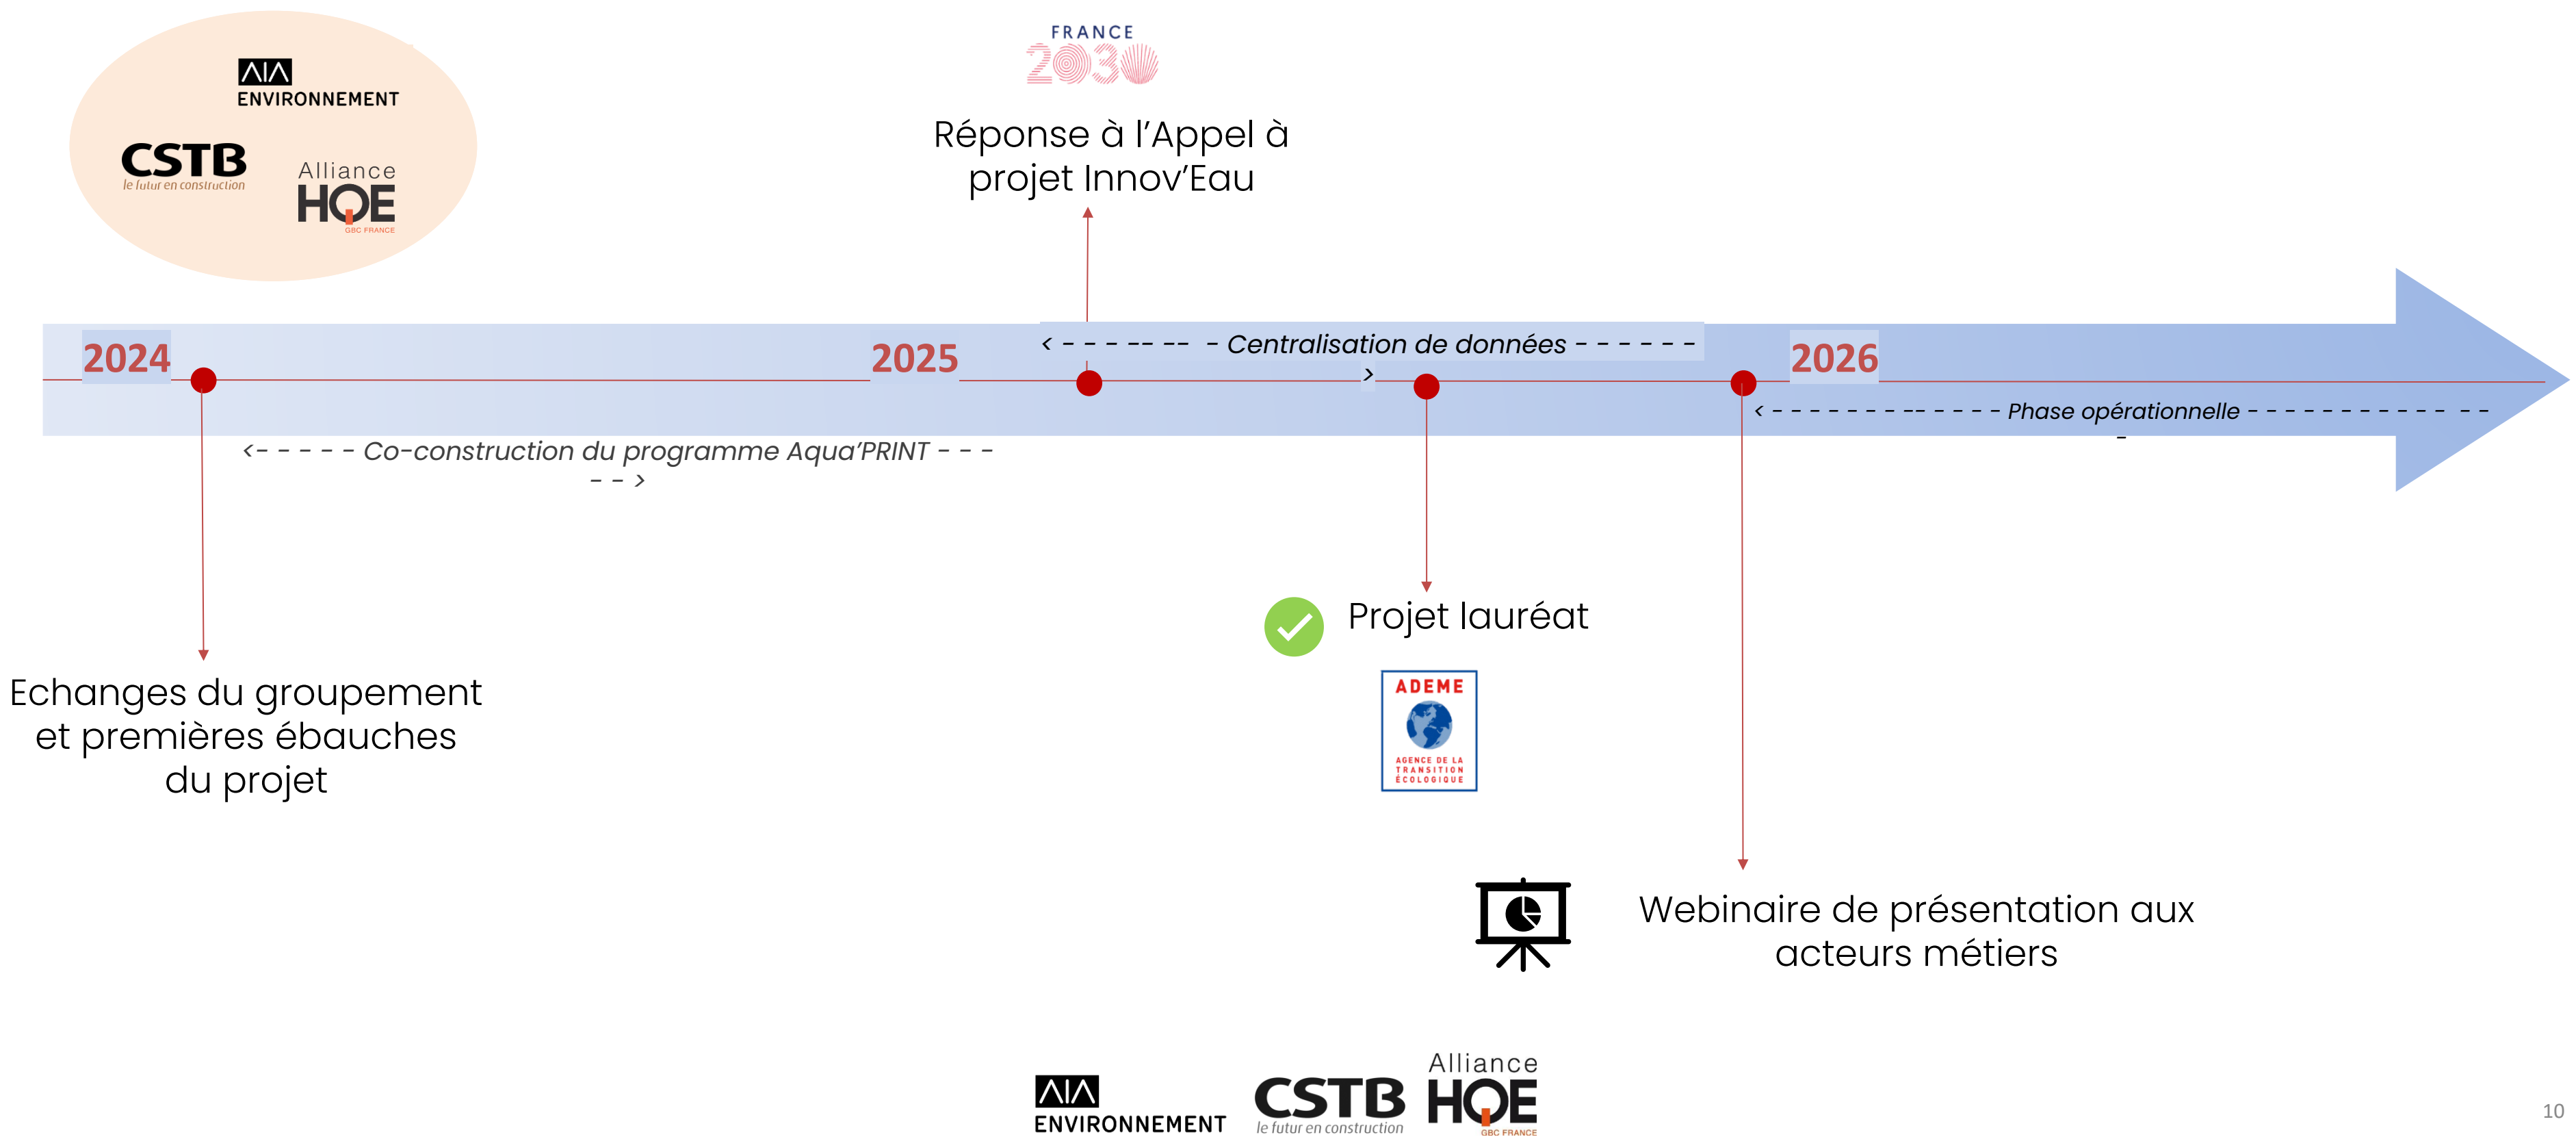 AIA
ENVIRONNEMENT
CSTB
le futur en construction
Alliance
HQE
GBC FRANCE
FRANCE
2030
Réponse à l’Appel à
projet Innov’Eau
2024
2025
< - - - -- -- - Centralisation de données - - - - - -
>
2026
< - - - - - - - -- - - - - Phase opérationnelle - - - - - - - - - - - - -
-
<- - - - - Co-construction du programme Aqua’PRINT - - -
- - >
Projet lauréat
ADEME
AGENCE DE LA
TRANSITION
ÉCOLOGIQUE
Echanges du groupement
et premières ébauches
du projet
Webinaire de présentation aux
acteurs métiers
AIA
ENVIRONNEMENT
CSTB
le futur en construction
Alliance
HQE
GBC FRANCE
10